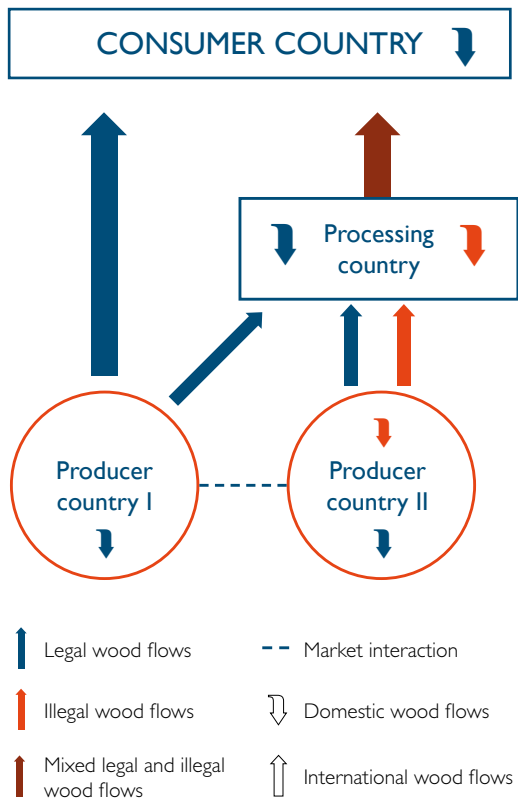 CONSUMER COUNTRY
Processing
country
Producer
country I
Producer
country II
Legal wood flows
Market interaction
Illegal wood flows
Domestic wood flows
Mixed legal and illegal
wood flows
International wood flows